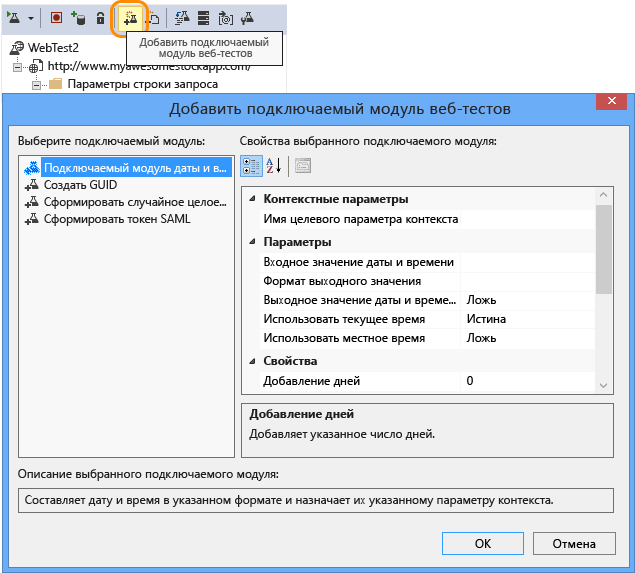 Добавить подключаемый
модуль веб-тестов
WebTest2
http://www.myawesomestockapp.com/
Параметры строки запроса
Добавить подключаемый модуль веб-тестов
Выберите подключаемый модуль:
Свойства выбранного подключаемого модуля:
Подключаемый модуль даты и в...
Создать GUID
Сформировать случайное целое...
Сформировать токен SAML
Контекстные параметры
Имя целевого параметра контекста
Параметры
Входное значение даты и времени
Формат выходного значения
Выходное значение даты и време... Ложь
Использовать текущее время Истина
Использовать местное время Ложь
Свойства
Добавление дней 0
Добавление дней
Добавляет указанное число дней.
Описание выбранного подключаемого модуля:
Составляет дату и время в указанном формате и назначает их указанному параметру контекста.
OK Отмена